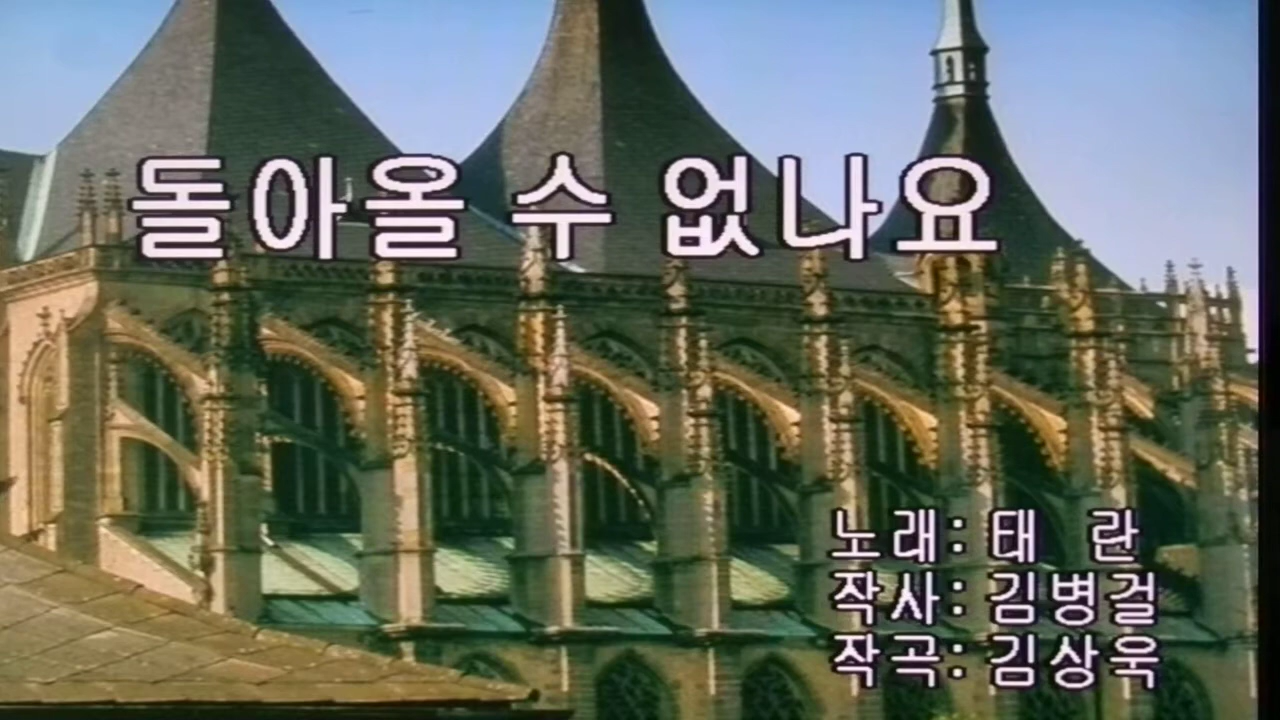 돌아올 수 없나요
노래: 태 란
작사: 김병걸
작곡: 김상욱